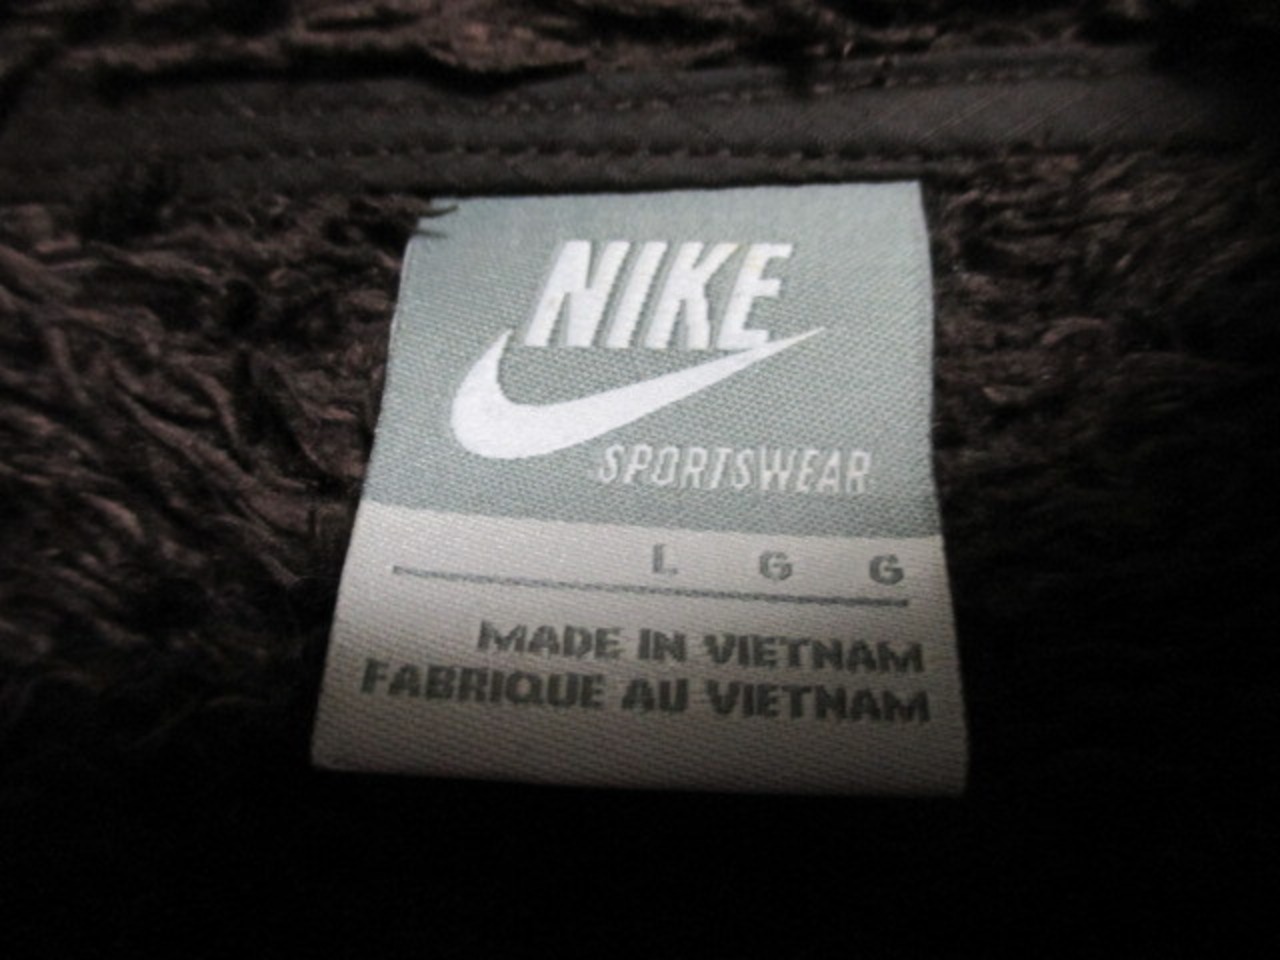 NIKE
SPORTSWEAR
L G G
MADE IN VIETNAM
FABRIQUE AU VIETNAM